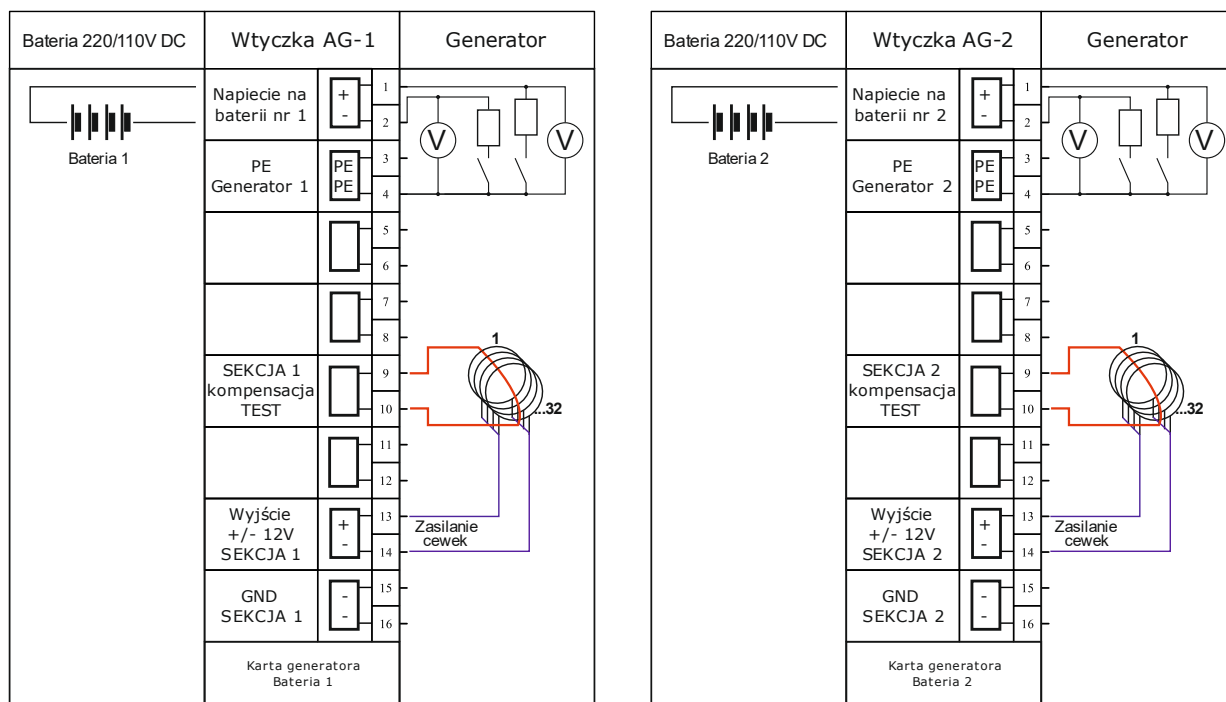 Bateria 220/110V DC
Wtyczka AG-1
Generator
Napiecie na
baterii nr 1
+
-
1
2
V
V
Bateria 1
PE
Generator 1
PE
PE
3
4
5
6
7
8
SEKCJA 1
kompensacja
TEST
9
10
1
...32
11
12
Wyjście
+/- 12V
SEKCJA 1
+
-
13
14
Zasilanie
cewek
GND
SEKCJA 1
-
-
15
16
Karta generatora
Bateria 1
Bateria 220/110V DC
Wtyczka AG-2
Generator
Napiecie na
baterii nr 2
+
-
1
2
V
V
Bateria 2
PE
Generator 2
PE
PE
3
4
5
6
7
8
SEKCJA 2
kompensacja
TEST
9
10
1
...32
11
12
Wyjście
+/- 12V
SEKCJA 2
+
-
13
14
Zasilanie
cewek
GND
SEKCJA 2
-
-
15
16
Karta generatora
Bateria 2